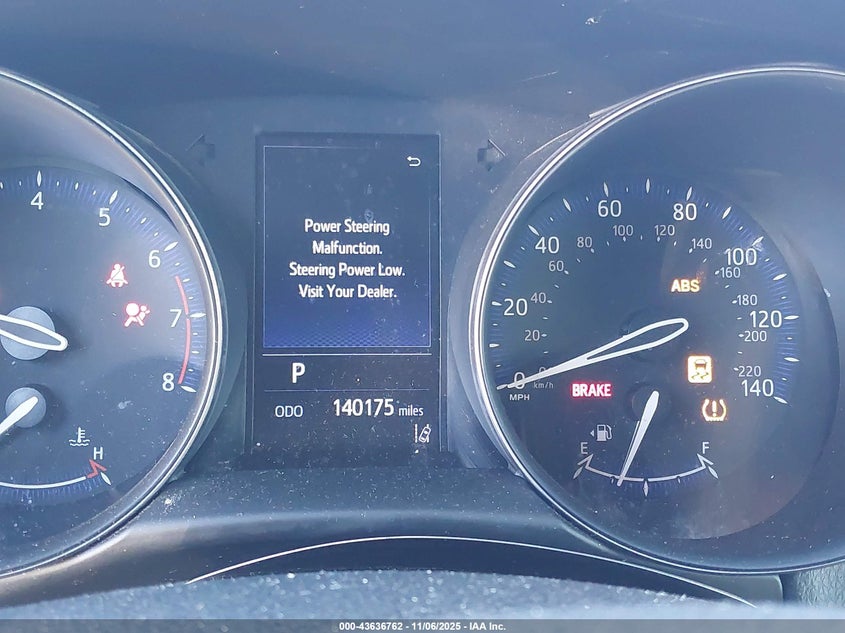 4
5
6
7
8
H
Power Steering
Malfunction.
Steering Power Low.
Visit Your Dealer.
P
ODO 140175 miles
0
20
40
60
80
100
120
140
MPH
20
40
60
80
100
120
140
160
180
200
220
km/h
ABS
BRAKE
E
F
000-43636762 - 11/06/2025 - IAA Inc.